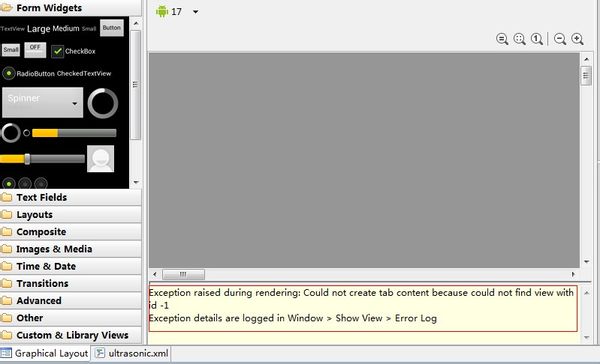 Form Widgets
17
TextView Large Medium Small Button
Small OFF CheckBox
RadioButton CheckedTextView
Spinner
Text Fields
Layouts
Composite
Images & Media
Time & Date
Transitions
Advanced
Other
Custom & Library Views
Exception raised during rendering: Could not create tab content because could not find view with
id -1
Exception details are logged in Window > Show View > Error Log
Graphical Layout
ultrasonic.xml